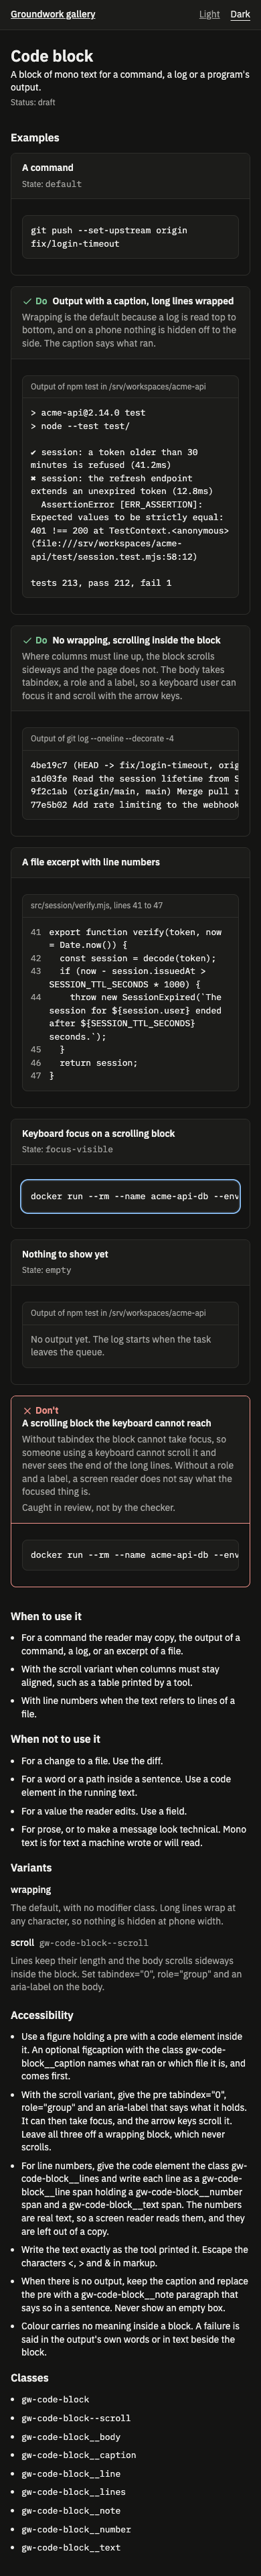 Groundwork gallery Light Dark
Code block
A block of mono text for a command, a log or a program's
output.
Status: draft
Examples
A command
State: default
git push --set-upstream origin
fix/login-timeout
✓ Do Output with a caption, long lines wrapped
Wrapping is the default because a log is read top to
bottom, and on a phone nothing is hidden off to the
side. The caption says what ran.
Output of npm test in /srv/workspaces/acme-api
> acme-api@2.14.0 test
> node --test test/
✔ session: a token older than 30
minutes is refused (41.2ms)
✖ session: the refresh endpoint
extends an unexpired token (12.8ms)
AssertionError [ERR_ASSERTION]:
Expected values to be strictly equal:
401 !== 200 at TestContext.<anonymous>
(file:///srv/workspaces/acme-
api/test/session.test.mjs:58:12)
tests 213, pass 212, fail 1
✓ Do No wrapping, scrolling inside the block
Where columns must line up, the block scrolls
sideways and the page does not. The body takes
tabindex, a role and a label, so a keyboard user can
focus it and scroll with the arrow keys.
Output of git log --oneline --decorate -4
4be19c7 (HEAD -> fix/login-timeout, orig
a1d03fe Read the session lifetime from S
9f2c1ab (origin/main, main) Merge pull r
77e5b02 Add rate limiting to the webhook
A file excerpt with line numbers
src/session/verify.mjs, lines 41 to 47
41 export function verify(token, now
= Date.now()) {
42 const session = decode(token);
43 if (now - session.issuedAt >
SESSION_TTL_SECONDS * 1000) {
44 throw new SessionExpired(`The
session for ${session.user} ended
after ${SESSION_TTL_SECONDS}
seconds.`);
45 }
46 return session;
47 }
Keyboard focus on a scrolling block
State: focus-visible
docker run --rm --name acme-api-db --env
Nothing to show yet
State: empty
Output of npm test in /srv/workspaces/acme-api
No output yet. The log starts when the task
leaves the queue.
✕ Don't
A scrolling block the keyboard cannot reach
Without tabindex the block cannot take focus, so
someone using a keyboard cannot scroll it and
never sees the end of the long lines. Without a role
and a label, a screen reader does not say what the
focused thing is.
Caught in review, not by the checker.
docker run --rm --name acme-api-db --env
When to use it
• For a command the reader may copy, the output of a
command, a log, or an excerpt of a file.
• With the scroll variant when columns must stay
aligned, such as a table printed by a tool.
• With line numbers when the text refers to lines of a
file.
When not to use it
• For a change to a file. Use the diff.
• For a word or a path inside a sentence. Use a code
element in the running text.
• For a value the reader edits. Use a field.
• For prose, or to make a message look technical. Mono
text is for text a machine wrote or will read.
Variants
wrapping
The default, with no modifier class. Long lines wrap at
any character, so nothing is hidden at phone width.
scroll gw-code-block--scroll
Lines keep their length and the body scrolls sideways
inside the block. Set tabindex="0", role="group" and an
aria-label on the body.
Accessibility
• Use a figure holding a pre with a code element inside
it. An optional figcaption with the class gw-code-
block__caption names what ran or which file it is, and
comes first.
• With the scroll variant, give the pre tabindex="0",
role="group" and an aria-label that says what it holds.
It can then take focus, and the arrow keys scroll it.
Leave all three off a wrapping block, which never
scrolls.
• For line numbers, give the code element the class gw-
code-block__lines and write each line as a gw-code-
block__line span holding a gw-code-block__number
span and a gw-code-block__text span. The numbers
are real text, so a screen reader reads them, and they
are left out of a copy.
• Write the text exactly as the tool printed it. Escape the
characters <, > and & in markup.
• When there is no output, keep the caption and replace
the pre with a gw-code-block__note paragraph that
says so in a sentence. Never show an empty box.
• Colour carries no meaning inside a block. A failure is
said in the output's own words or in text beside the
block.
Classes
• gw-code-block
• gw-code-block--scroll
• gw-code-block__body
• gw-code-block__caption
• gw-code-block__line
• gw-code-block__lines
• gw-code-block__note
• gw-code-block__number
• gw-code-block__text